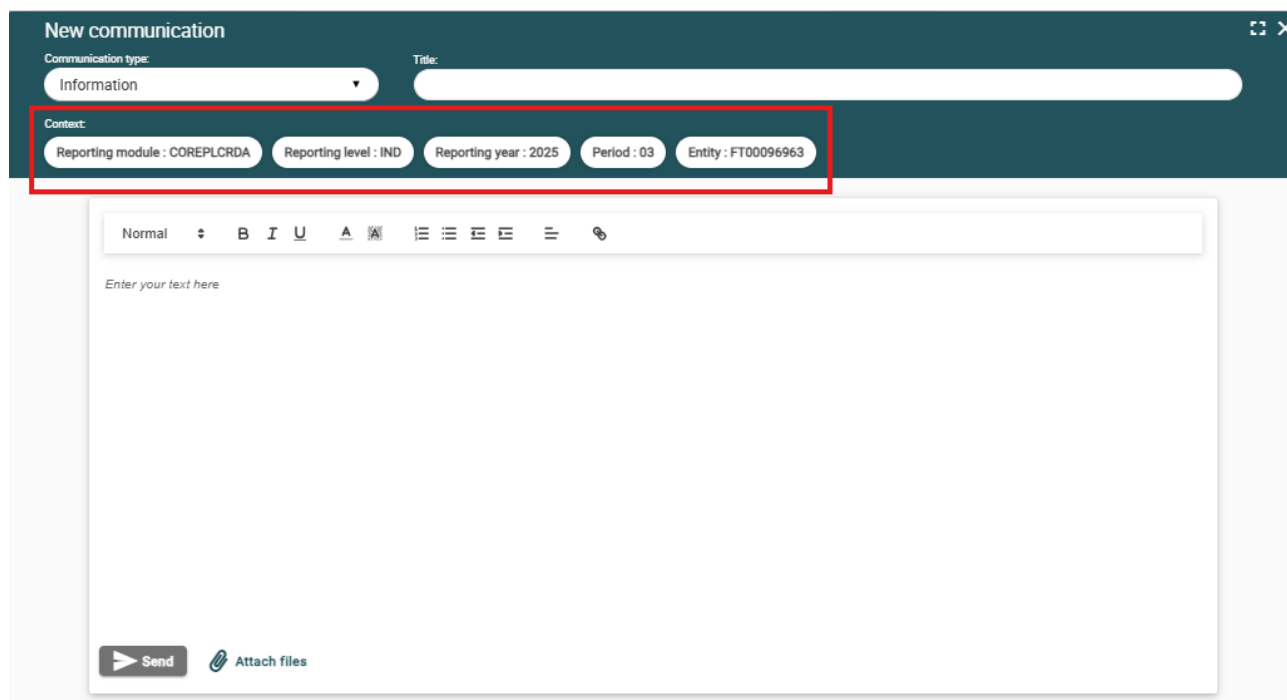 New communication
Communication type: Title:
Information
Context:
Reporting module : COREPLCRDA Reporting level : IND Reporting year : 2025 Period : 03 Entity : FT00096963
Normal B I U A A
Enter your text here
Send Attach files